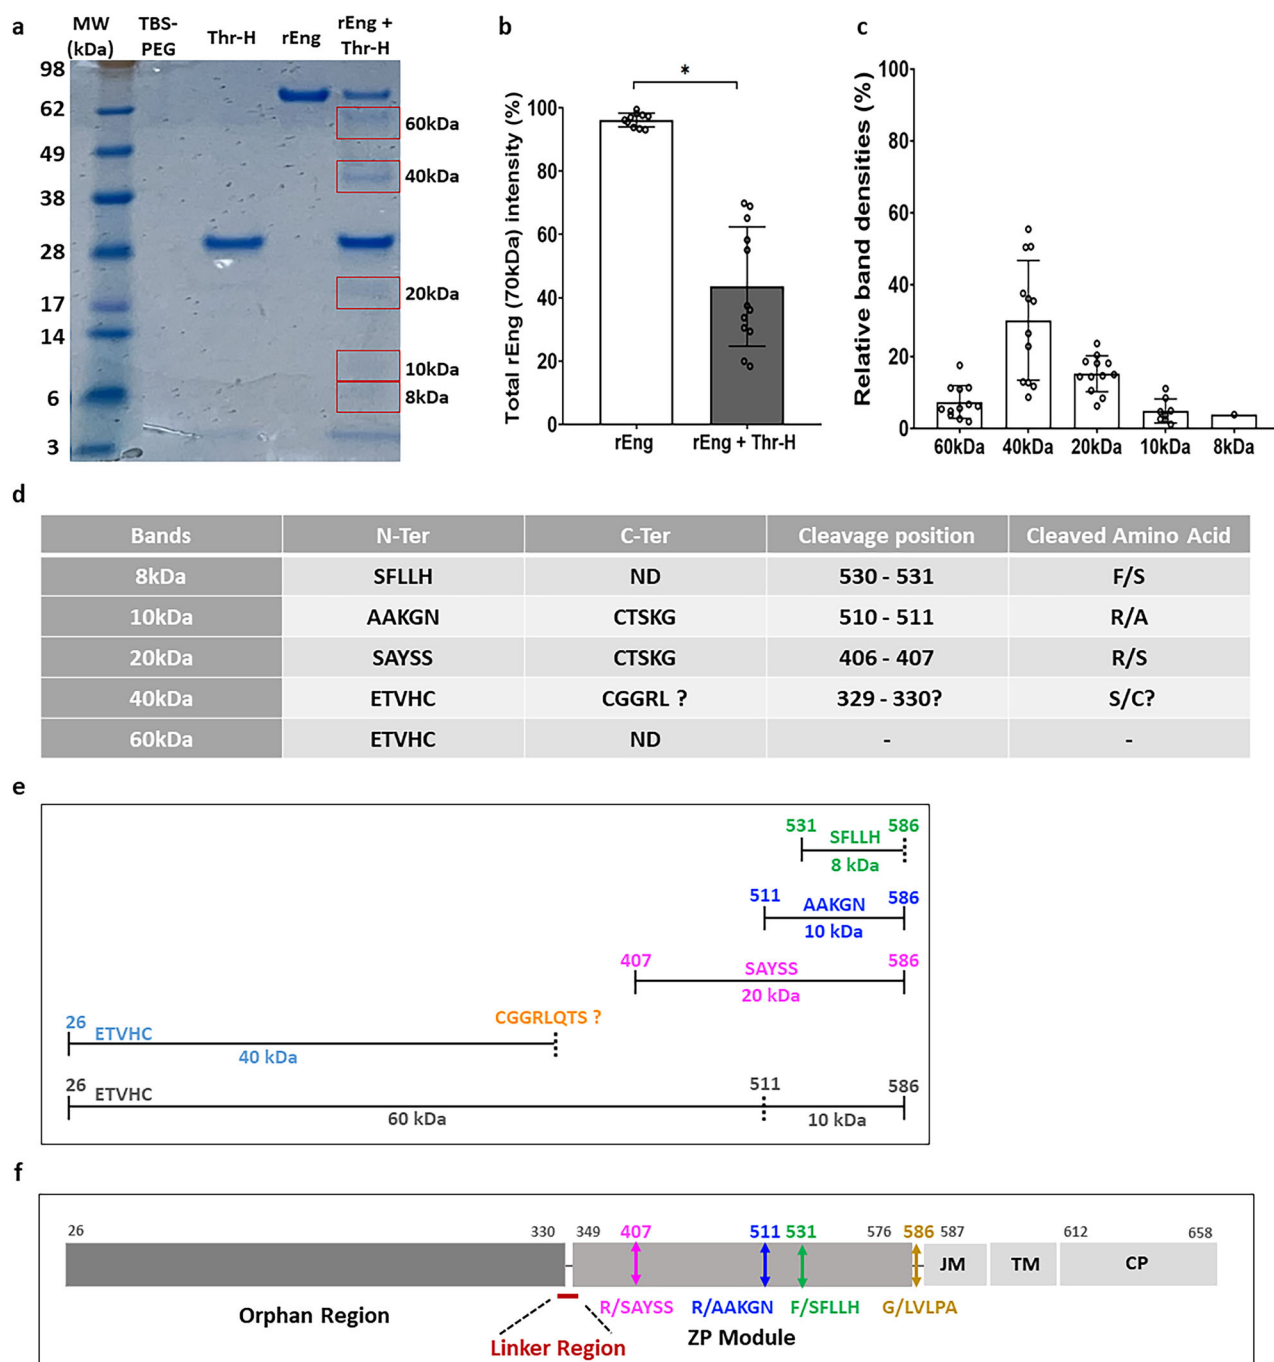 a
MW (kDa) TBS-PEG Thr-H rEng rEng + Thr-H
98
62
49
38
28
17
14
6
3
60kDa
40kDa
20kDa
10kDa
8kDa
b
*
Total rEng (70kDa) intensity (%)
100
80
60
40
20
0
rEng rEng + Thr-H
c
Relative band densities (%)
100
80
60
40
20
0
60kDa 40kDa 20kDa 10kDa 8kDa
d
Bands N-Ter C-Ter Cleavage position Cleaved Amino Acid
8kDa SFLLH ND 530 - 531 F/S
10kDa AAKGN CTSKG 510 - 511 R/A
20kDa SAYSS CTSKG 406 - 407 R/S
40kDa ETVHC CGGRL ? 329 - 330? S/C?
60kDa ETVHC ND - -
e
531 SFLLH 586
8 kDa
511 AAKGN 586
10 kDa
407 SAYSS 586
20 kDa
26 ETVHC CGGRLQTS ?
40 kDa
26 ETVHC 511 586
60 kDa 10 kDa
f
26 330 349 407 511 531 576 586 587 612 658
JM TM CP
R/SAYSS R/AAKGN F/SFLLH G/LVLPA
Orphan Region
Linker Region
ZP Module